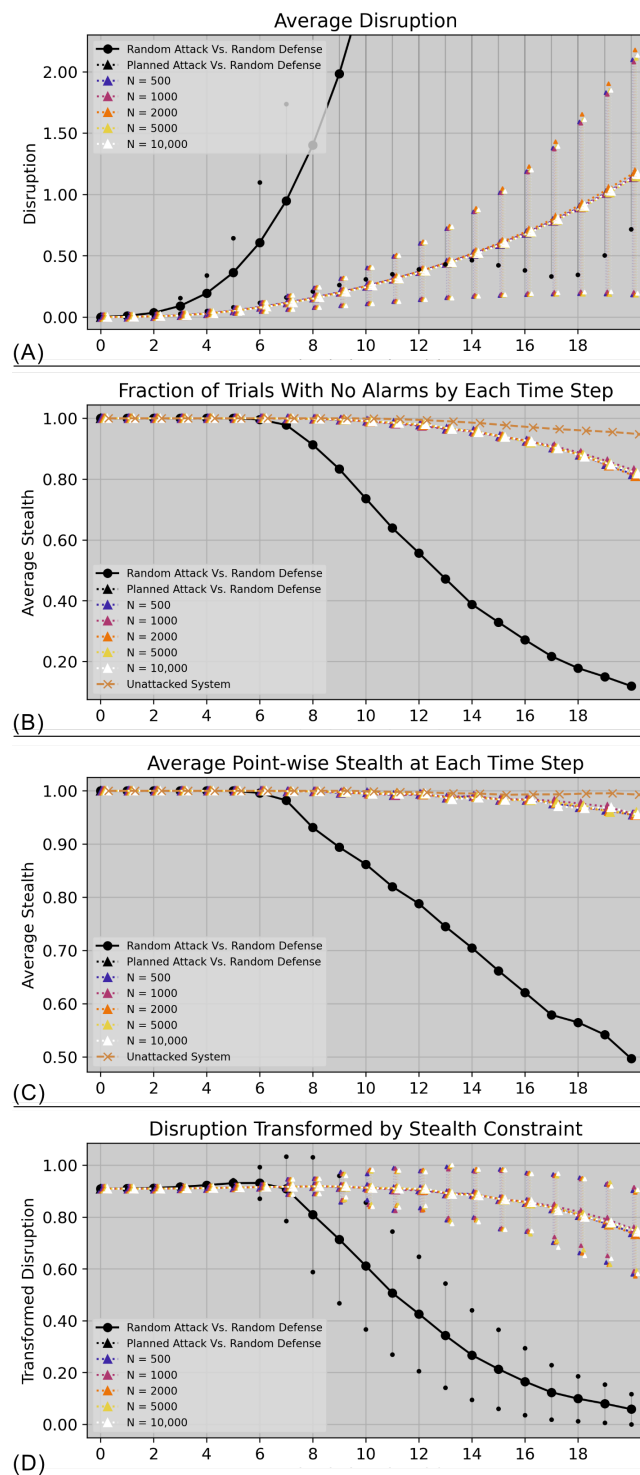 Average Disruption
Disruption
2.00
1.50
1.00
0.50
0.00
Random Attack Vs. Random Defense
Planned Attack Vs. Random Defense
N = 500
N = 1000
N = 2000
N = 5000
N = 10,000
0 2 4 6 8 10 12 14 16 18
(A)
Fraction of Trials With No Alarms by Each Time Step
Average Stealth
1.00
0.80
0.60
0.40
0.20
Random Attack Vs. Random Defense
Planned Attack Vs. Random Defense
N = 500
N = 1000
N = 2000
N = 5000
N = 10,000
Unattacked System
0 2 4 6 8 10 12 14 16 18
(B)
Average Point-wise Stealth at Each Time Step
Average Stealth
1.00
0.90
0.80
0.70
0.60
0.50
Random Attack Vs. Random Defense
Planned Attack Vs. Random Defense
N = 500
N = 1000
N = 2000
N = 5000
N = 10,000
Unattacked System
0 2 4 6 8 10 12 14 16 18
(C)
Disruption Transformed by Stealth Constraint
Transformed Disruption
1.00
0.80
0.60
0.40
0.20
0.00
Random Attack Vs. Random Defense
Planned Attack Vs. Random Defense
N = 500
N = 1000
N = 2000
N = 5000
N = 10,000
0 2 4 6 8 10 12 14 16 18
(D)